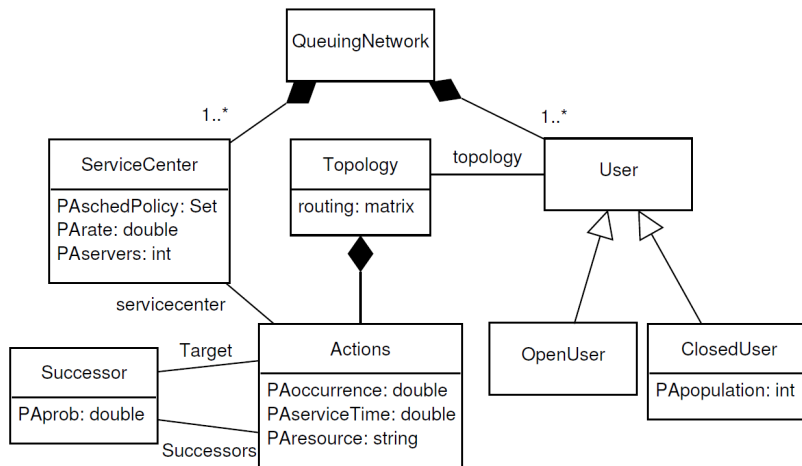 QueuingNetwork
1..*
1..*
ServiceCenter
PAschedPolicy: Set
PArate: double
PAservers: int
Topology
routing: matrix
topology
User
servicecenter
Target
Successor
PAprob: double
Successors
Actions
PAoccurrence: double
PAserviceTime: double
PAresource: string
OpenUser
ClosedUser
PApopulation: int